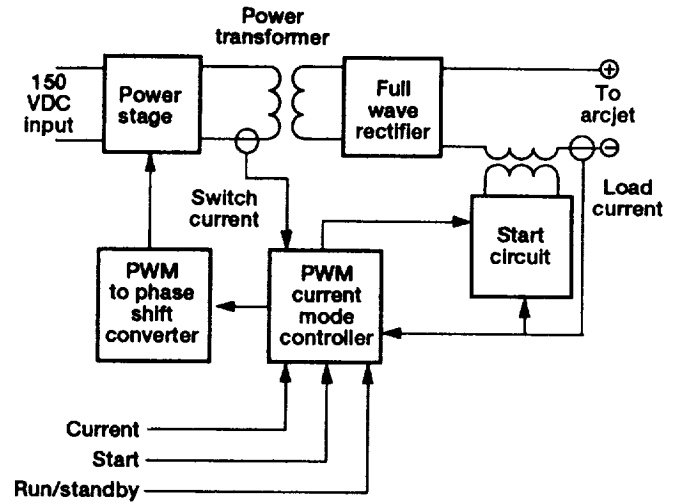 Power
transformer
150
VDC
input
Power
stage
Full
wave
rectifier
+
To
arcjet
−
Switch
current
Load
current
Start
circuit
PWM
to phase
shift
converter
PWM
current
mode
controller
Current
Start
Run/standby